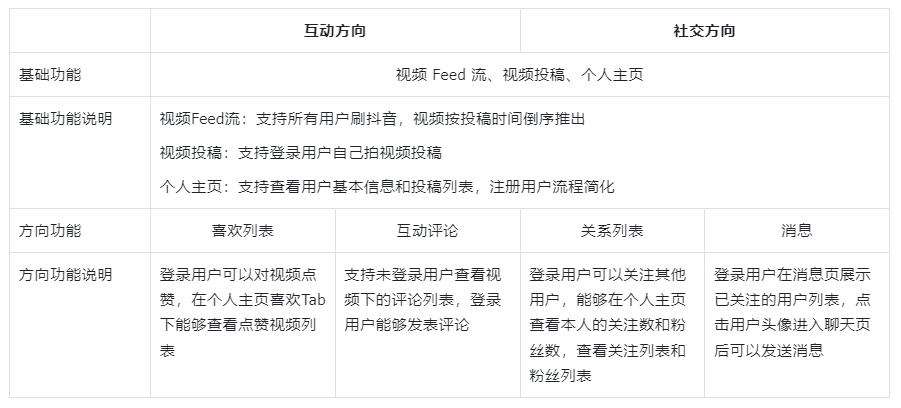 互动方向 社交方向
基础功能 视频 Feed 流、视频投稿、个人主页
基础功能说明 视频Feed流：支持所有用户刷抖音，视频按投稿时间倒序推出
视频投稿：支持登录用户自己拍视频投稿
个人主页：支持查看用户基本信息和投稿列表，注册用户流程简化
方向功能 喜欢列表 互动评论 关系列表 消息
方向功能说明
登录用户可以对视频点
赞，在个人主页喜欢Tab
下能够查看点赞视频列
表
支持未登录用户查看视
频下的评论列表，登录
用户能够发表评论
登录用户可以关注其他
用户，能够在个人主页
查看本人的关注数和粉
丝数，查看关注列表和
粉丝列表
登录用户在消息页展示
已关注的用户列表，点
击用户头像进入聊天页
后可以发送消息